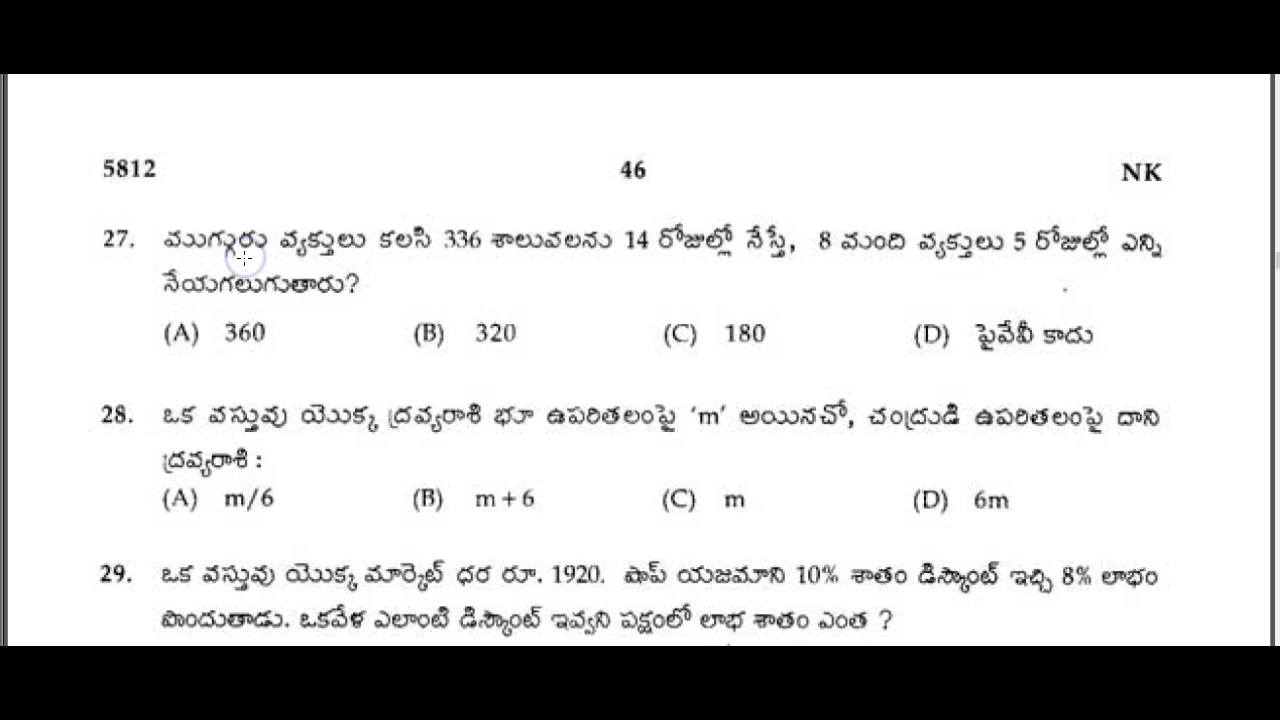 5812 46 NK
27. ముగ్గురు వ్యక్తులు కలసి 336 శాలువలను 14 రోజుల్లో నేస్తే, 8 మంది వ్యక్తులు 5 రోజుల్లో ఎన్ని
నేయగలుగుతారు?
(A) 360 (B) 320 (C) 180 (D) పైవేవీ కాదు
28. ఒక వస్తువు యొక్క ద్రవ్యరాశి భూ ఉపరితలంపై ‘m’ అయినచో, చంద్రుడి ఉపరితలంపై దాని
ద్రవ్యరాశి :
(A) m/6 (B) m + 6 (C) m (D) 6m
29. ఒక వస్తువు యొక్క మార్కెట్ ధర రూ. 1920. షాప్ యజమాని 10% శాతం డిస్కౌంట్ ఇచ్చి 8% లాభం
పొందుతాడు. ఒకవేళ ఎలాంటి డిస్కౌంట్ ఇవ్వని పక్షంలో లాభ శాతం ఎంత ?